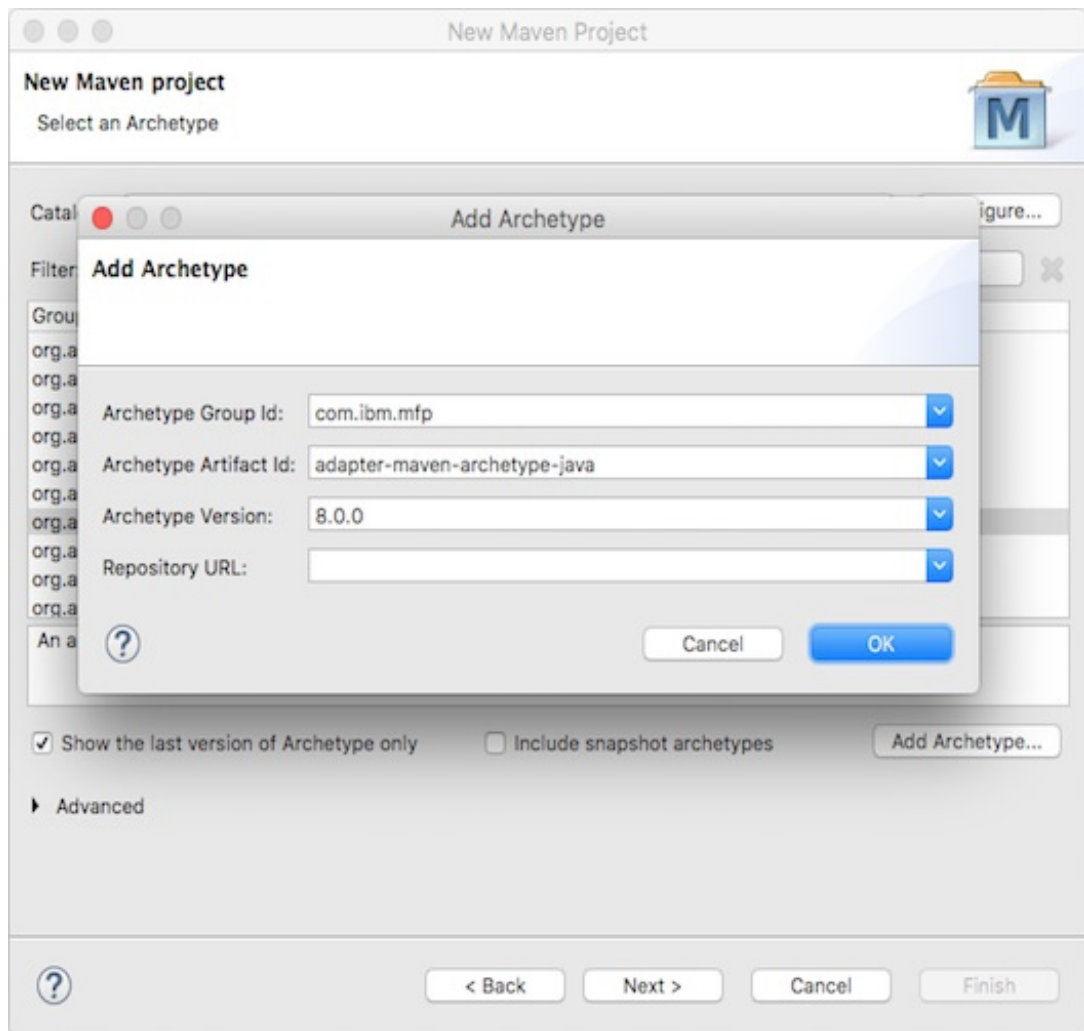 New Maven Project
New Maven project
Select an Archetype
M
Catal
igure...
Add Archetype
Filter
Add Archetype
Grou
org.a
org.a
org.a
org.a
org.a
org.a
org.a
org.a
org.a
org.a
Archetype Group Id: com.ibm.mfp
Archetype Artifact Id: adapter-maven-archetype-java
Archetype Version: 8.0.0
Repository URL:
An a
? Cancel OK
Show the last version of Archetype only Include snapshot archetypes Add Archetype...
Advanced
? < Back Next > Cancel Finish